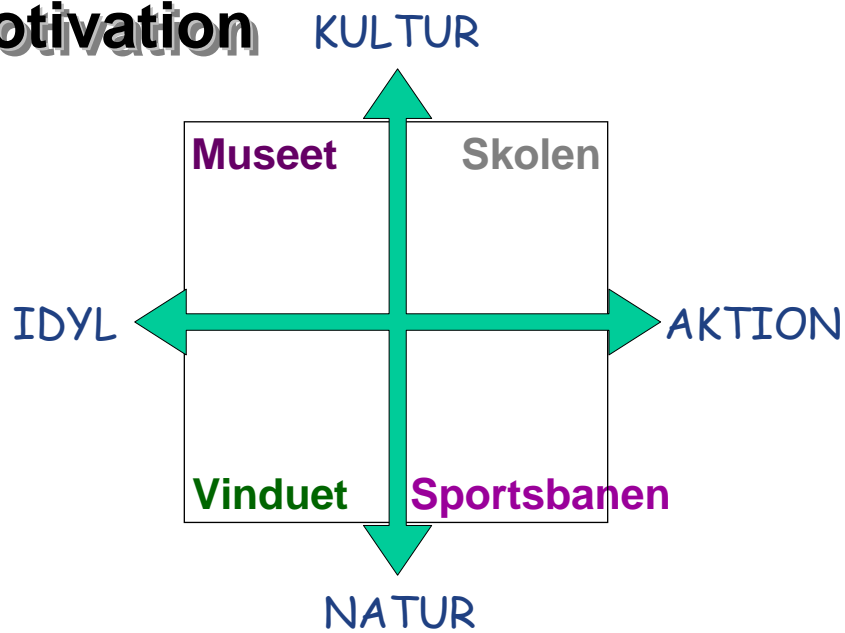 otivation
KULTUR
Museet Skolen
IDYL AKTION
Vinduet Sportsbanen
NATUR